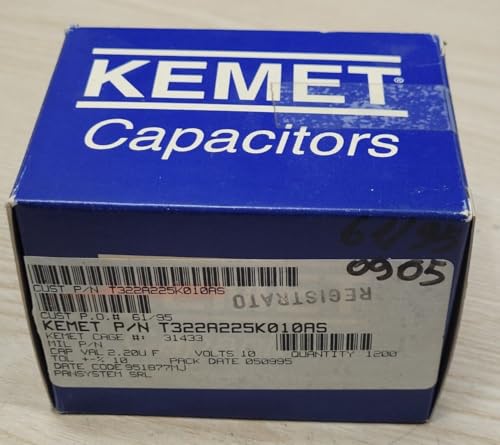 KEMET®
Capacitors
61/95
0905
REGISTRATO
CUST P/N T322A225K010AS
CUST P.O.# 61/95
KEMET P/N T322A225K010AS
KEMET CAGE #: 31433
MIL P/N
CAP VAL 2.20U F VOLTS 10 QUANTITY 1200
TOL +-% 10 PACK DATE 050995
DATE CODE 951877MJ
PANSYSTEM SRL